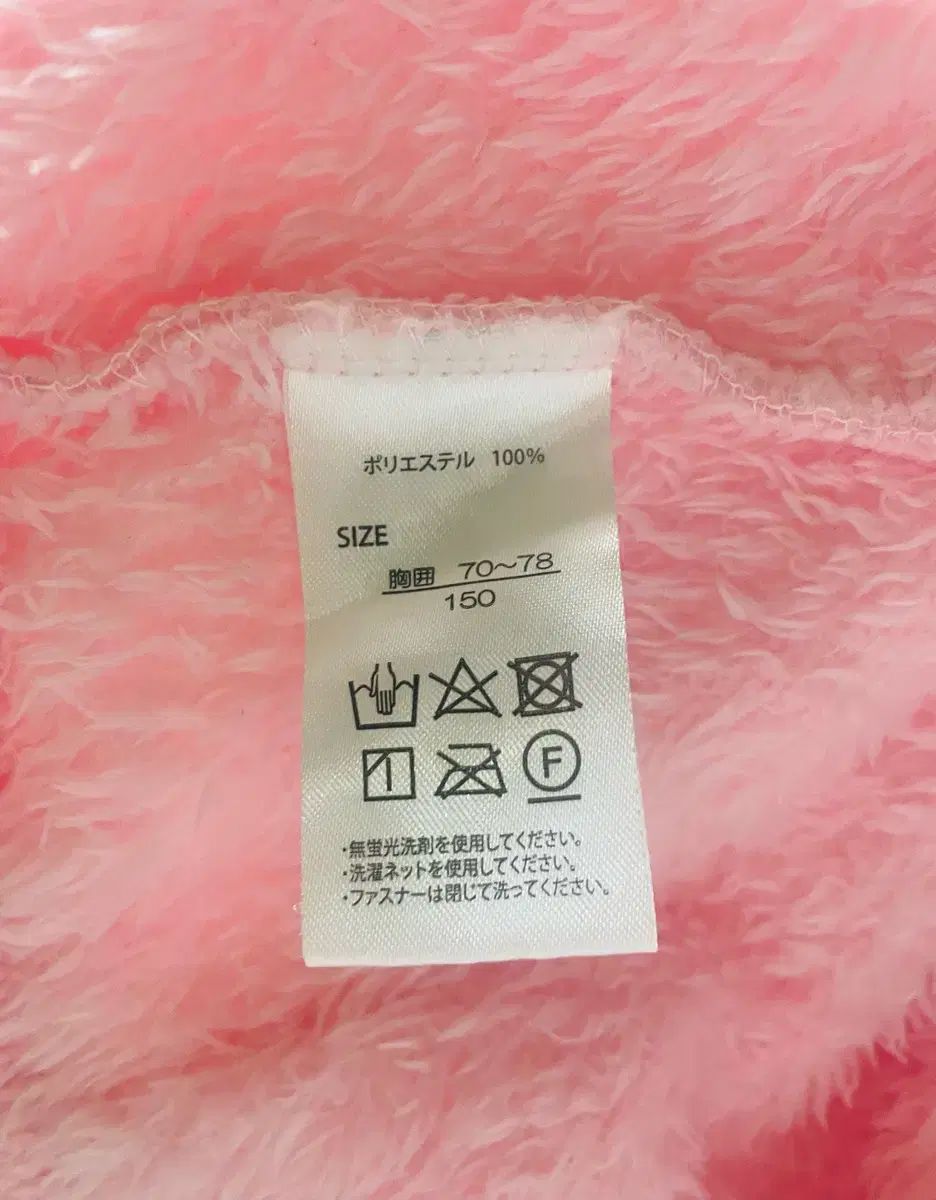 ポリエステル 100%
SIZE
胸囲 70〜78
150
F
・無蛍光洗剤を使用してください。
・洗濯ネットを使用してください。
・ファスナーは閉じて洗ってください。